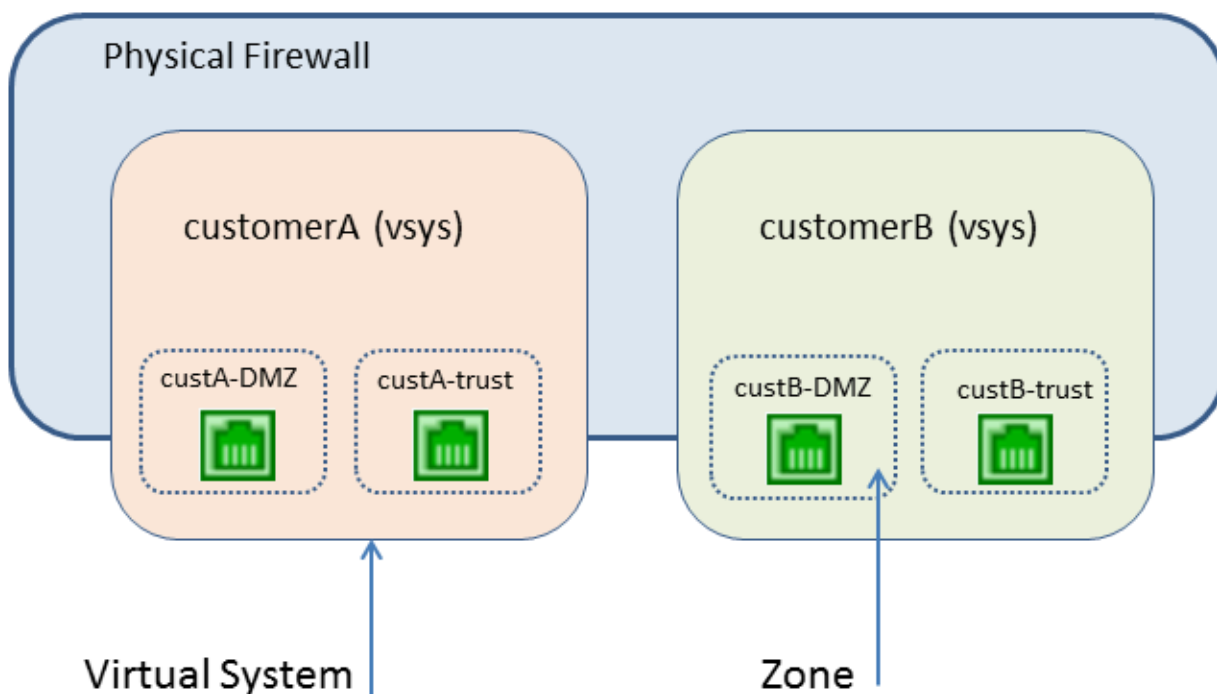 Physical Firewall
customerA (vsys)
customerB (vsys)
custA-DMZ
custA-trust
custB-DMZ
custB-trust
Virtual System
Zone